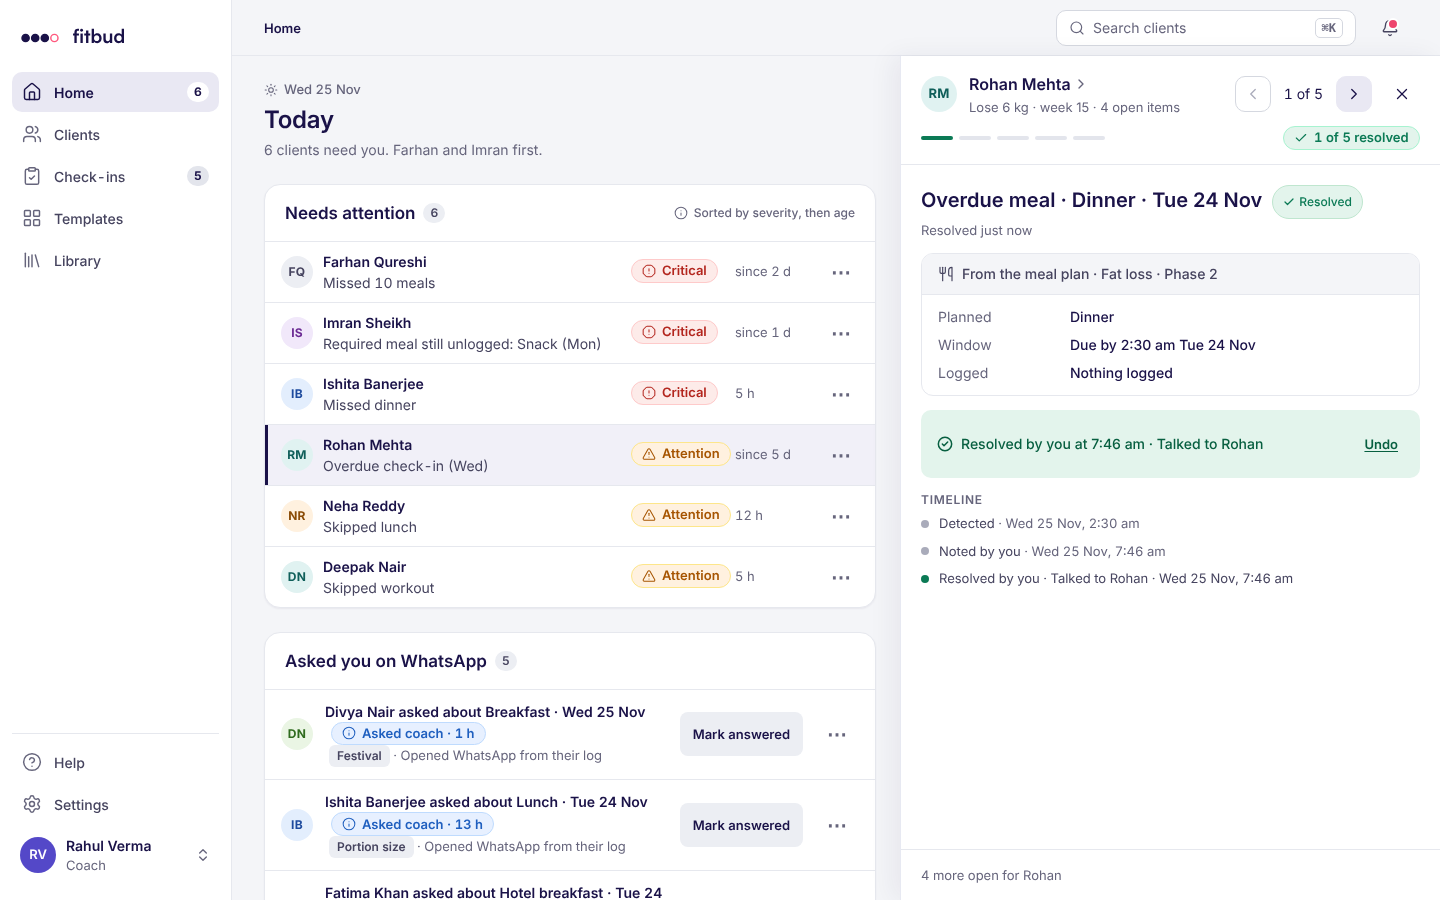 fitbud
Home 6
Clients
Check-ins 5
Templates
Library
Help
Settings
RV
Rahul Verma
Coach
Home
Search clients
⌘K
Wed 25 Nov
Today
6 clients need you. Farhan and Imran first.
Needs attention 6
Sorted by severity, then age
FQ
Farhan Qureshi
Missed 10 meals
Critical
since 2 d
IS
Imran Sheikh
Required meal still unlogged: Snack (Mon)
Critical
since 1 d
IB
Ishita Banerjee
Missed dinner
Critical
5 h
RM
Rohan Mehta
Overdue check-in (Wed)
Attention
since 5 d
NR
Neha Reddy
Skipped lunch
Attention
12 h
DN
Deepak Nair
Skipped workout
Attention
5 h
Asked you on WhatsApp 5
DN
Divya Nair asked about Breakfast · Wed 25 Nov
Asked coach · 1 h
Festival · Opened WhatsApp from their log
Mark answered
IB
Ishita Banerjee asked about Lunch · Tue 24 Nov
Asked coach · 13 h
Portion size · Opened WhatsApp from their log
Mark answered
Fatima Khan asked about Hotel breakfast · Tue 24
RM
Rohan Mehta
Lose 6 kg · week 15 · 4 open items
1 of 5
1 of 5 resolved
Overdue meal · Dinner · Tue 24 Nov
Resolved
Resolved just now
From the meal plan · Fat loss · Phase 2
Planned Dinner
Window Due by 2:30 am Tue 24 Nov
Logged Nothing logged
Resolved by you at 7:46 am · Talked to Rohan
Undo
TIMELINE
Detected · Wed 25 Nov, 2:30 am
Noted by you · Wed 25 Nov, 7:46 am
Resolved by you · Talked to Rohan · Wed 25 Nov, 7:46 am
4 more open for Rohan